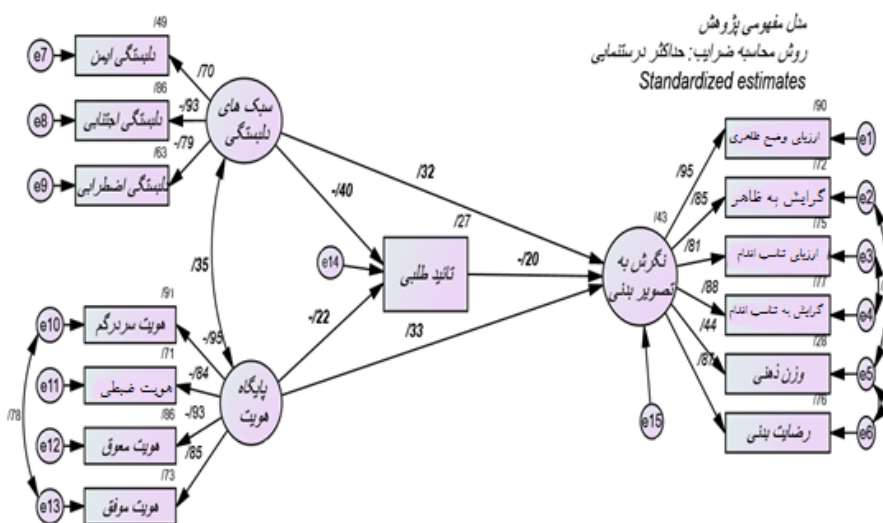 مدل مفهومی پژوهش
روش محاسبه ضرایب: حداکثر درستنمایی
Standardized estimates
/49
e7
دلبستگی ایمن
/70
/86
e8
دلبستگی اجتنابی
-/93
/63
e9
دلبستگی اضطرابی
-/79
سبک های
دلبستگی
/35
/32
-/40
/27
e14
تائید طلبی
-/20
-/22
/33
/91
e10
هویت سردرگم
-/95
/71
e11
هویت ضبطی
-/84
/86
e12
هویت معوق
-/93
/73
e13
هویت موفق
/85
/78
پایگاه
هویت
/43
نگرش به
تصویر بدنی
e15
/90
ارزیابی وضع ظاهری
e1
/95
/72
گرایش به ظاهر
e2
/85
/75
ارزیابی تناسب اندام
e3
/81
/77
گرایش به تناسب اندام
e4
/88
/28
وزن ذهنی
e5
/44
/76
رضایت بدنی
e6
/87